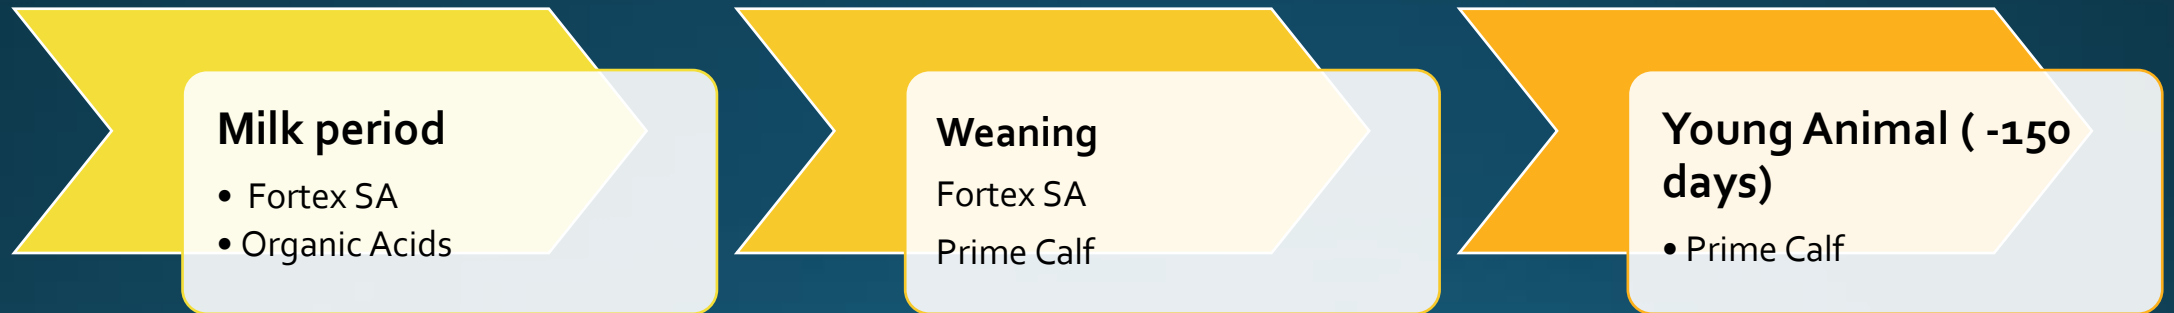 Milk period
• Fortex SA
• Organic Acids
Weaning
Fortex SA
Prime Calf
Young Animal ( -150
days)
• Prime Calf